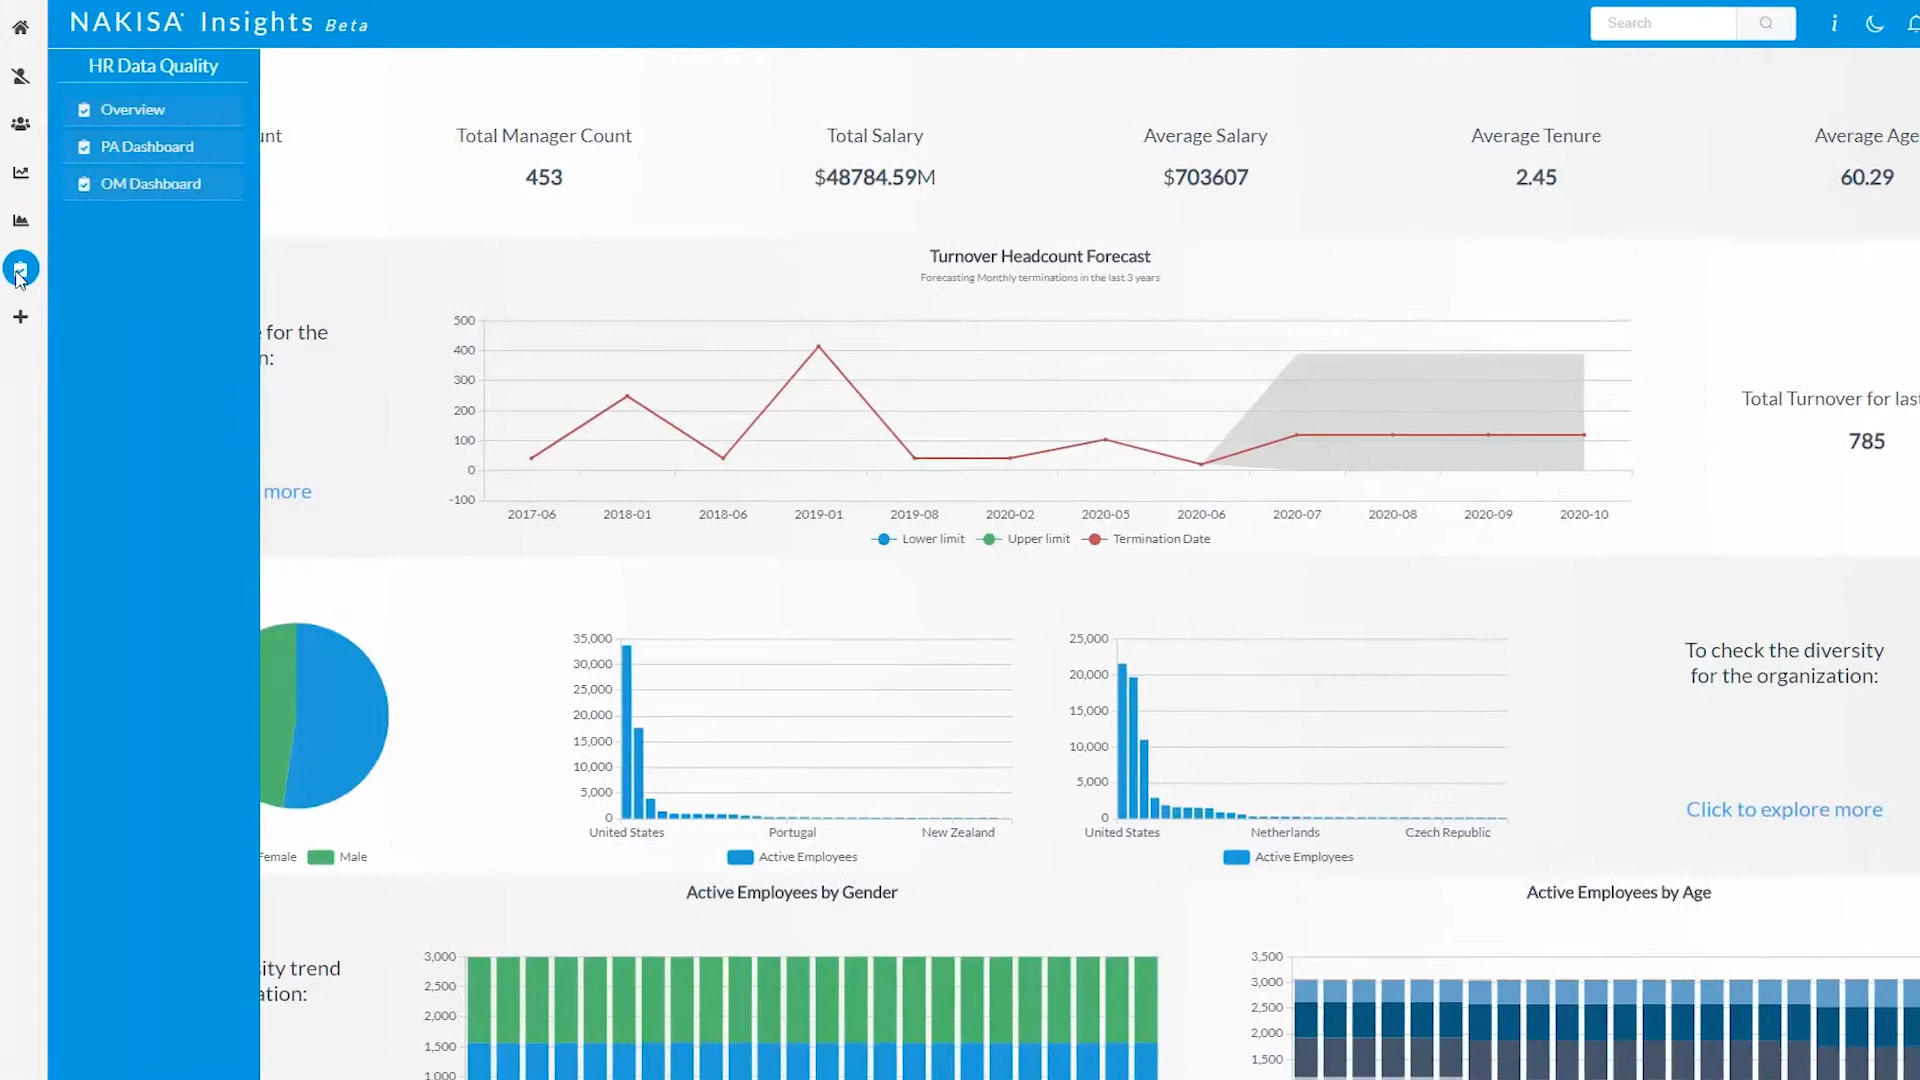 NAKISA Insights Beta
Search
HR Data Quality
Overview
PA Dashboard
OM Dashboard
Total Manager Count
453
Total Salary
$48784.59M
Average Salary
$703607
Average Tenure
2.45
Average Age
60.29
Turnover Headcount Forecast
Forecasting Monthly terminations in the last 3 years
for the
500
400
300
200
100
0
-100
2017-06 2018-01 2018-06 2019-01 2019-08 2020-02 2020-05 2020-06 2020-07 2020-08 2020-09 2020-10
Lower limit Upper limit Termination Date
more
Total Turnover for last
785
Female Male
35,000
30,000
25,000
20,000
15,000
10,000
5,000
0
United States Portugal New Zealand
Active Employees
25,000
20,000
15,000
10,000
5,000
0
United States Netherlands Czech Republic
Active Employees
To check the diversity
for the organization:
Click to explore more
trend
Active Employees by Gender
3,000
2,500
2,000
1,500
1,000
Active Employees by Age
3,500
3,000
2,500
2,000
1,500